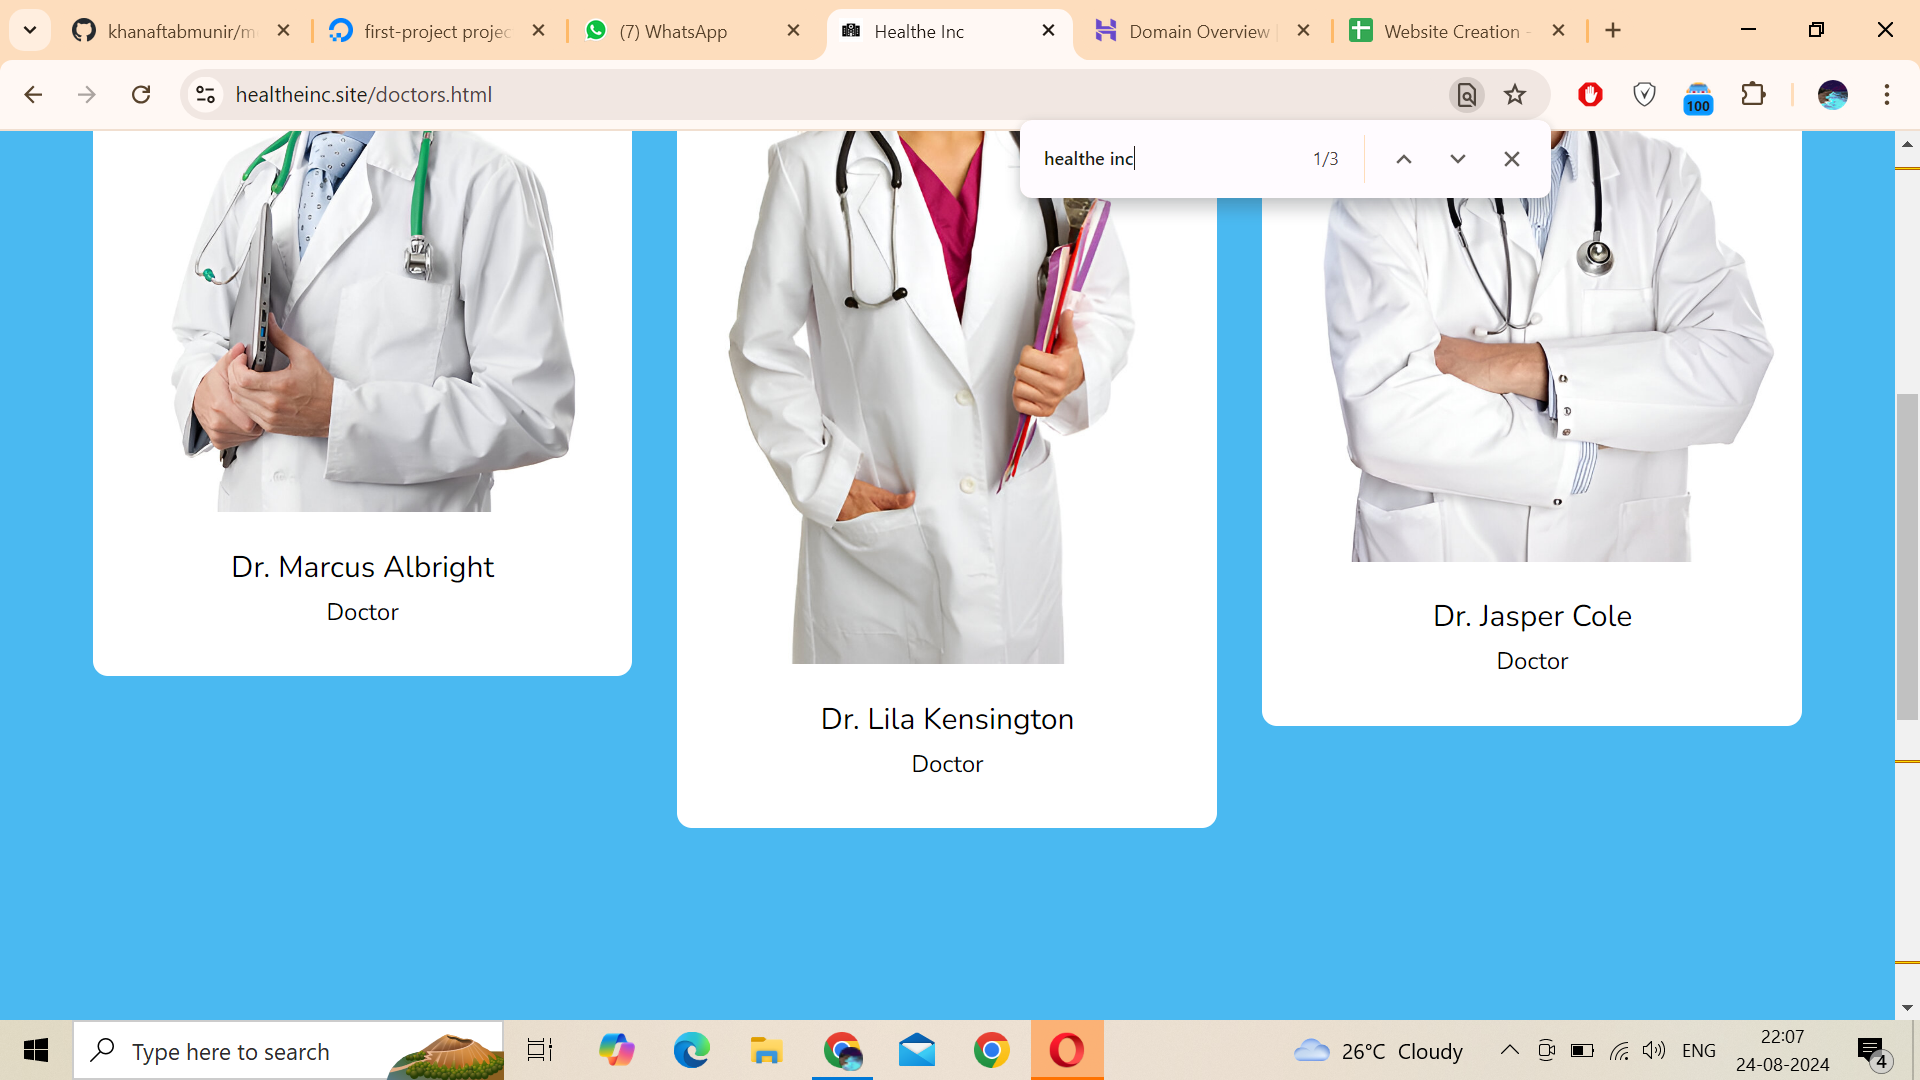 khanaftabmunir/m
first-project projec
(7) WhatsApp
Healthe Inc
Domain Overview
Website Creation -
healtheinc.site/doctors.html
100
healthe inc
1/3
Dr. Marcus Albright
Doctor
Dr. Lila Kensington
Doctor
Dr. Jasper Cole
Doctor
Type here to search
26°C Cloudy
ENG
22:07
24-08-2024
4